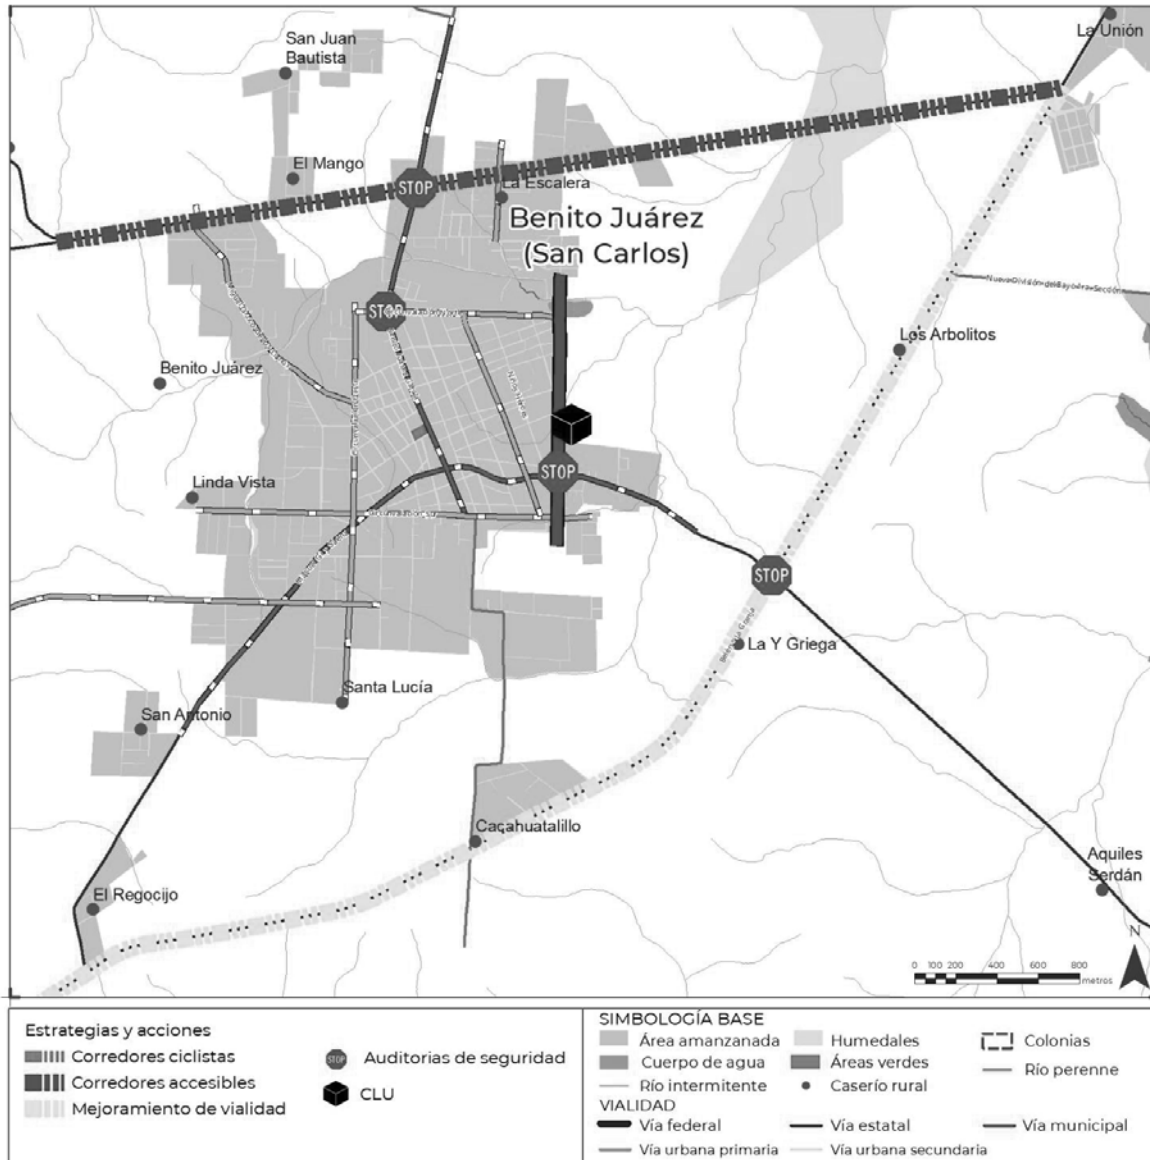 La Unión
San Juan
Bautista
El Mango
STOP
La Escalera
Benito Juárez
(San Carlos)
STOP
Los Arbolitos
Benito Juárez
Linda Vista
STOP
STOP
La Y Griega
Santa Lucía
San Antonio
Cacahuatalillo
Aquiles
Serdán
El Regocijo
N
0 100 200 400 600 800
metros
Estrategias y acciones
Corredores ciclistas
Corredores accesibles
Mejoramiento de vialidad
STOP Auditorias de seguridad
CLU
SIMBOLOGÍA BASE
Área amanzanada
Humedales
Colonias
Cuerpo de agua
Áreas verdes
Río perenne
Río intermitente
Caserío rural
VIALIDAD
Vía federal
Vía estatal
Vía municipal
Vía urbana primaria
Vía urbana secundaria